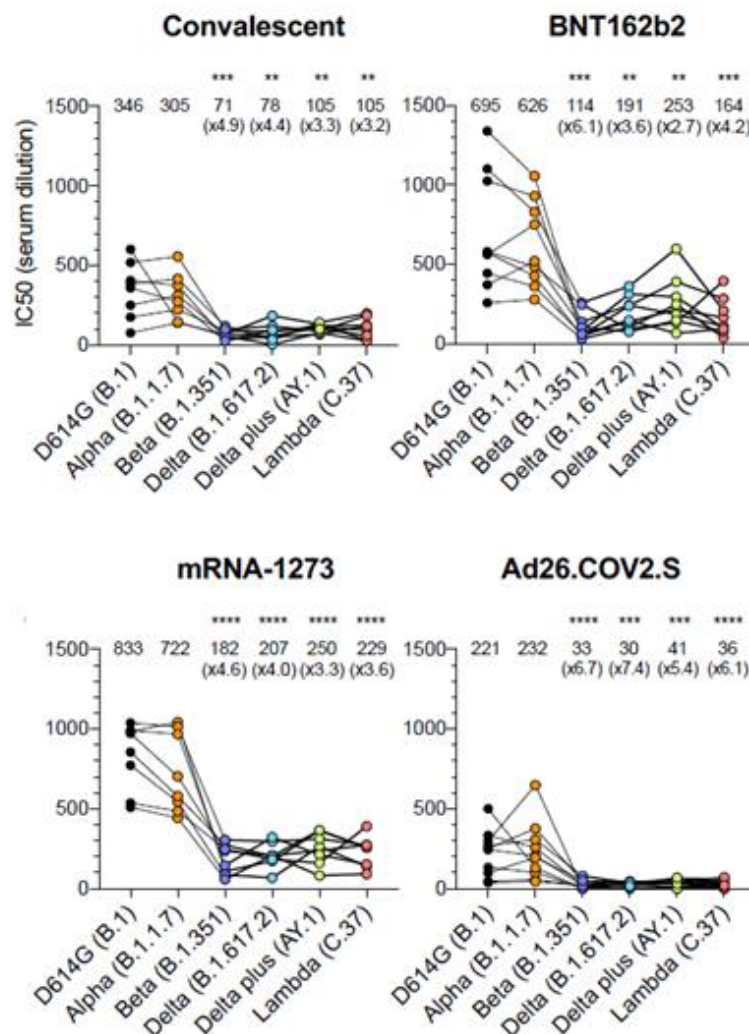 Convalescent
*** ** ** **
346 305 71 78 105 105
(x4.9) (x4.4) (x3.3) (x3.2)
IC50 (serum dilution)
1500
1000
500
0
D614G (B.1)
Alpha (B.1.1.7)
Beta (B.1.351)
Delta (B.1.617.2)
Delta plus (AY.1)
Lambda (C.37)
BNT162b2
*** ** ** ***
695 626 114 191 253 164
(x6.1) (x3.6) (x2.7) (x4.2)
1500
1000
500
0
D614G (B.1)
Alpha (B.1.1.7)
Beta (B.1.351)
Delta (B.1.617.2)
Delta plus (AY.1)
Lambda (C.37)
mRNA-1273
**** **** **** ****
833 722 182 207 250 229
(x4.6) (x4.0) (x3.3) (x3.6)
1500
1000
500
0
D614G (B.1)
Alpha (B.1.1.7)
Beta (B.1.351)
Delta (B.1.617.2)
Delta plus (AY.1)
Lambda (C.37)
Ad26.COV2.S
**** *** *** ****
221 232 33 30 41 36
(x6.7) (x7.4) (x5.4) (x6.1)
1500
1000
500
0
D614G (B.1)
Alpha (B.1.1.7)
Beta (B.1.351)
Delta (B.1.617.2)
Delta plus (AY.1)
Lambda (C.37)